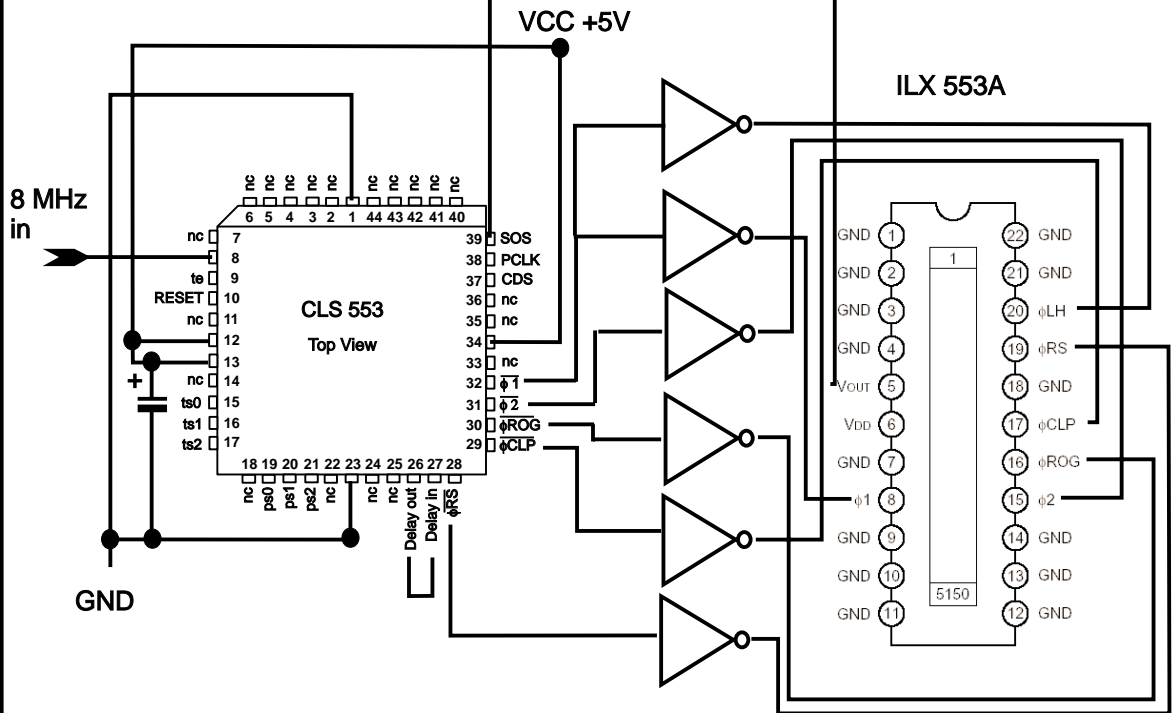 VCC +5V
ILX 553A
8 MHz
in
nc nc nc nc nc nc nc nc nc nc
6 5 4 3 2 1 44 43 42 41 40
nc 7
8
te 9
RESET 10
nc 11
12
13
nc 14
ts0 15
ts1 16
ts2 17
CLS 553
Top View
39 SOS
38 PCLK
37 CDS
36 nc
35 nc
34
33 nc
32 ϕ̅1̅
31 ϕ̅2̅
30 ϕ̅R̅O̅G̅
29 ϕ̅C̅L̅P̅
18 19 20 21 22 23 24 25 26 27 28
nc ps0 ps1 ps2 nc nc nc Delay out Delay in ϕ̅R̅S̅
+
GND
GND 1
GND 2
GND 3
GND 4
VOUT 5
VDD 6
GND 7
ϕ1 8
GND 9
GND 10
GND 11
1
5150
22 GND
21 GND
20 ϕLH
19 ϕRS
18 GND
17 ϕCLP
16 ϕROG
15 ϕ2
14 GND
13 GND
12 GND